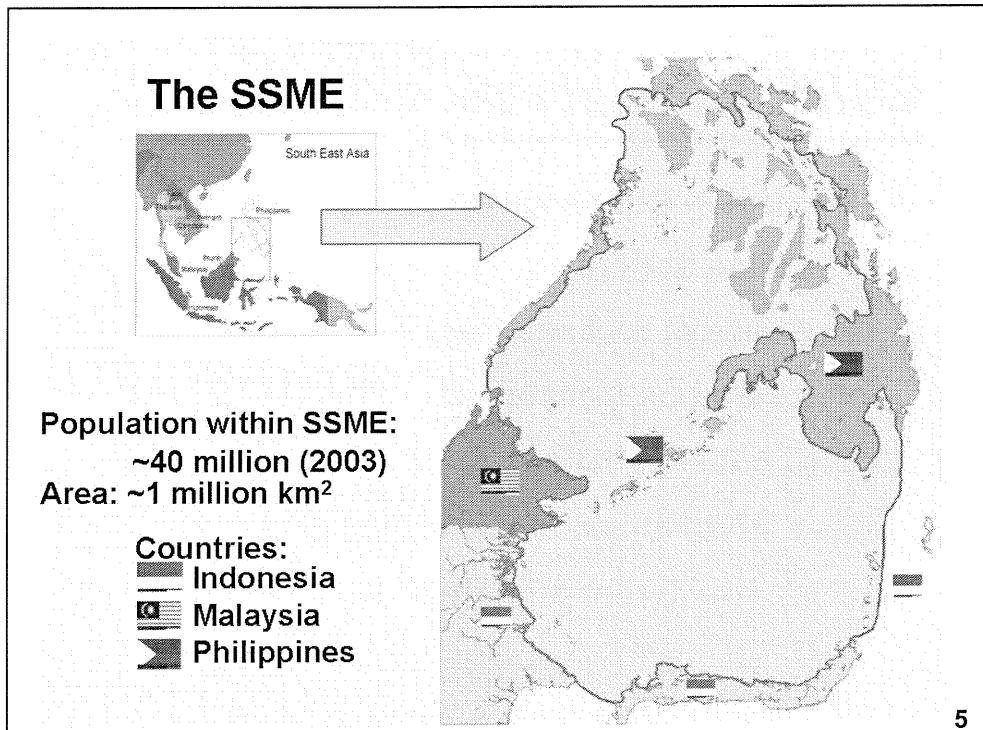 The SSME
South East Asia
Philippines
Malaysia
Population within SSME:
~40 million (2003)
Area: ~1 million km²
Countries:
Indonesia
Malaysia
Philippines
5